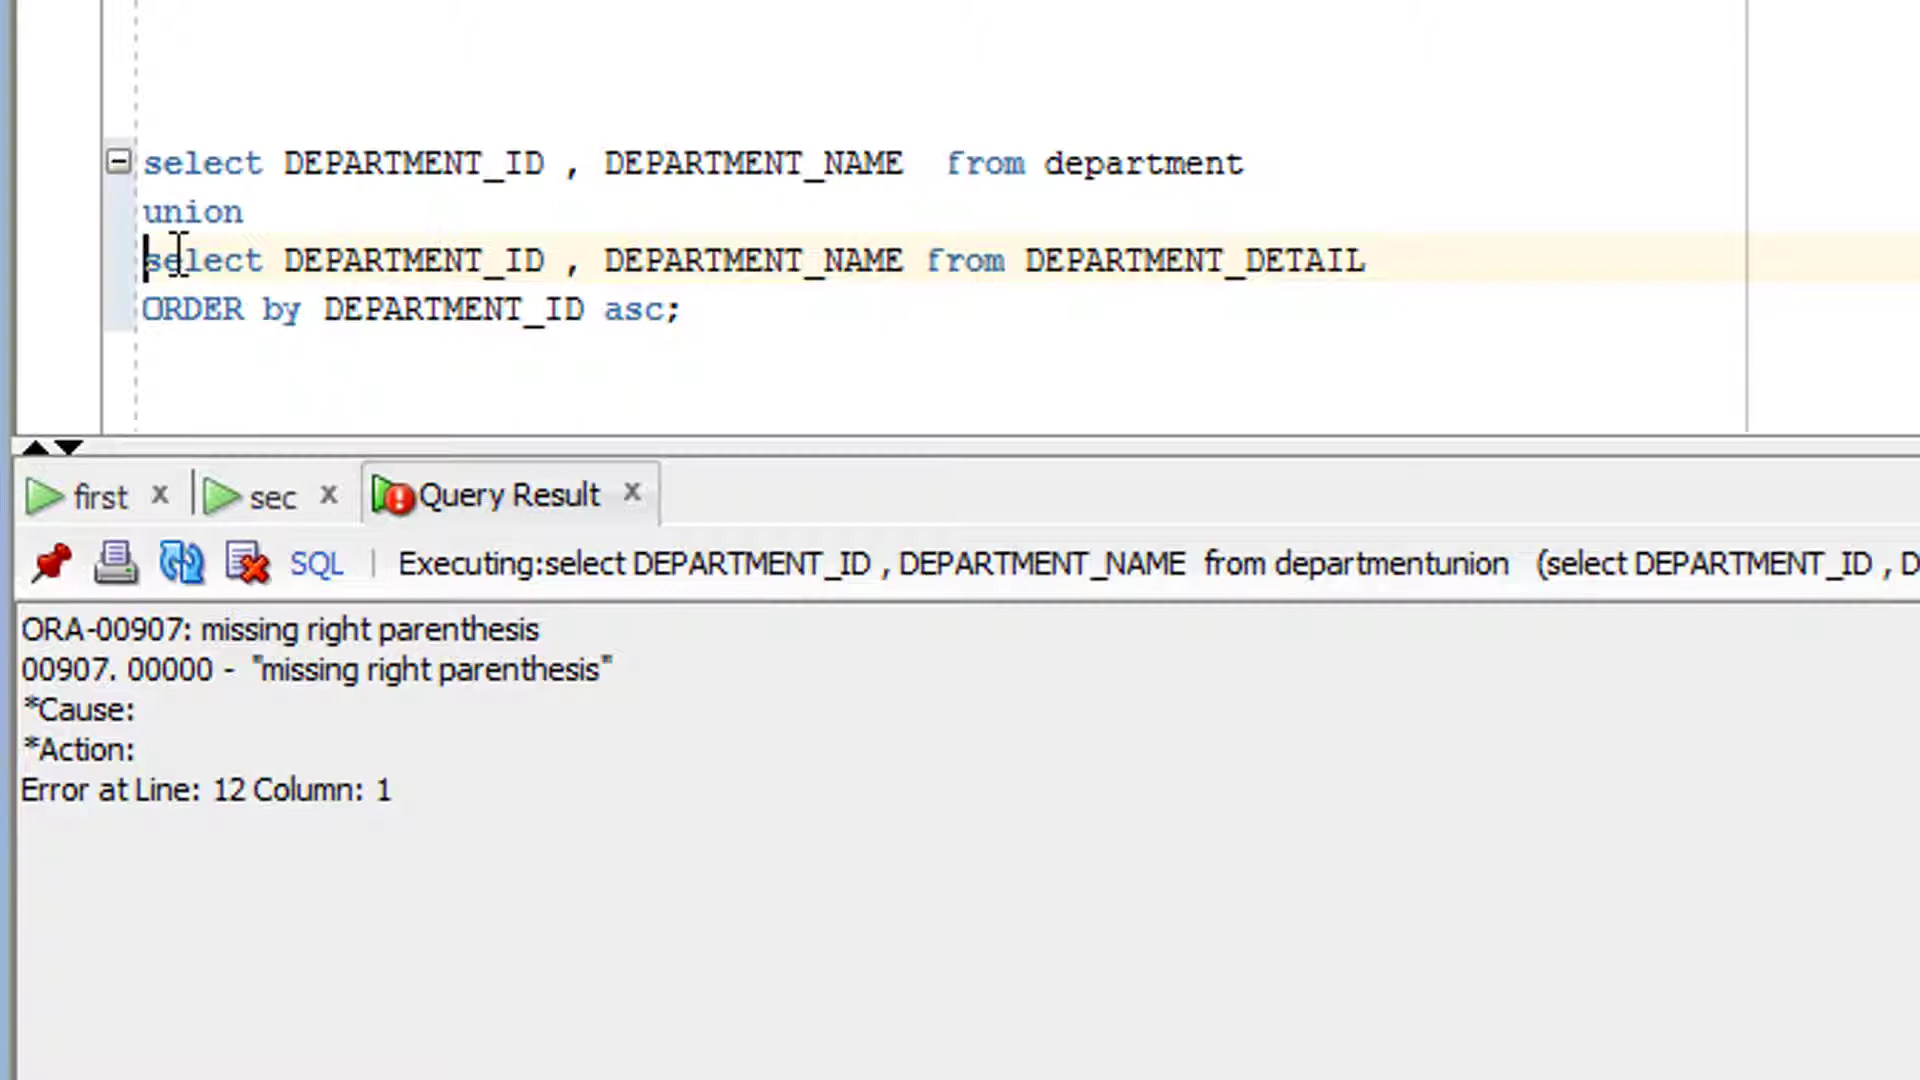 select DEPARTMENT_ID , DEPARTMENT_NAME  from department
union
select DEPARTMENT_ID , DEPARTMENT_NAME from DEPARTMENT_DETAIL
ORDER by DEPARTMENT_ID asc;
first x sec x Query Result x
SQL | Executing:select DEPARTMENT_ID , DEPARTMENT_NAME  from departmentunion  (select DEPARTMENT_ID , D
ORA-00907: missing right parenthesis
00907. 00000 -  "missing right parenthesis"
*Cause:
*Action:
Error at Line: 12 Column: 1